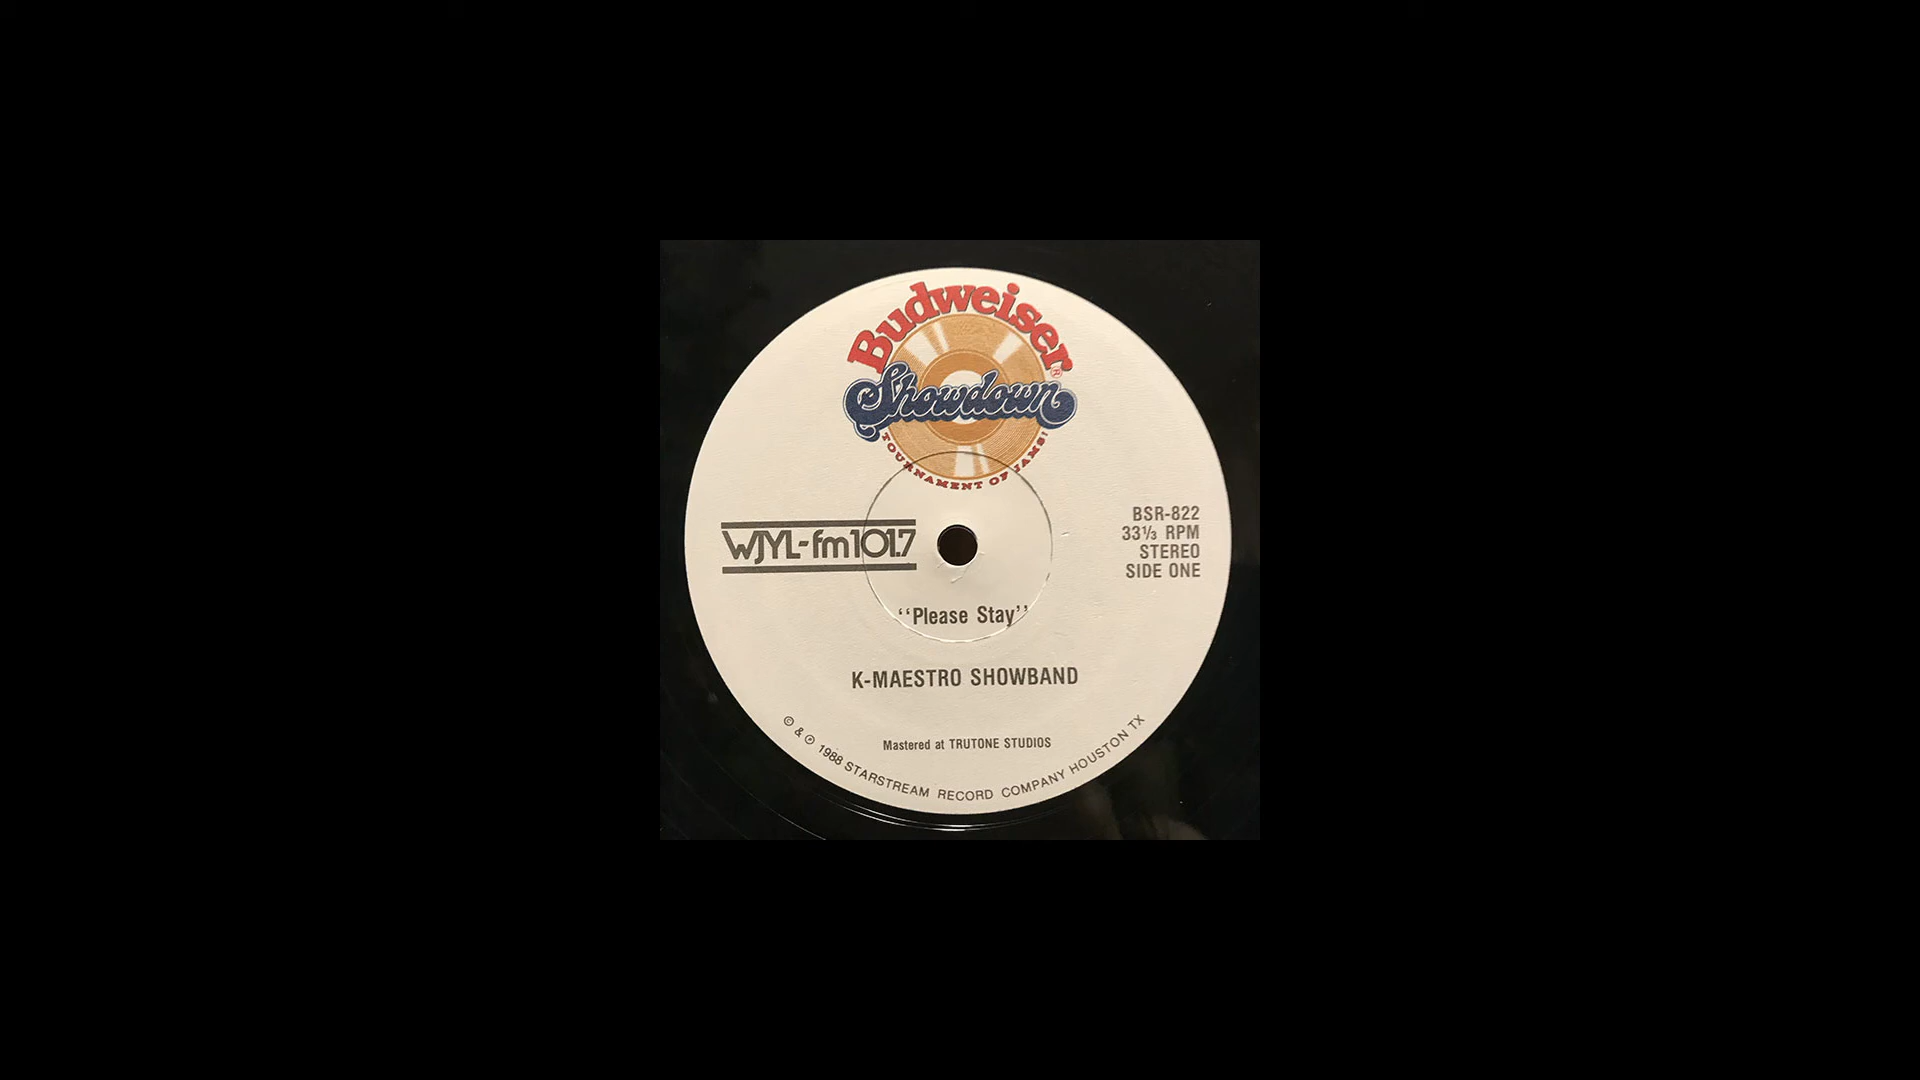 Budweiser®
Showdown
TOURNAMENT OF JAMS!
BSR-822
33⅓ RPM
STEREO
SIDE ONE
WJYL-fm101.7
‘‘Please Stay’’
K-MAESTRO SHOWBAND
Mastered at TRUTONE STUDIOS
© & ℗ 1988 STARSTREAM RECORD COMPANY HOUSTON TX